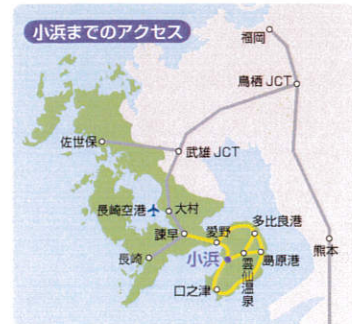 小浜までのアクセス
福岡
鳥栖JCT
佐世保
武雄JCT
長崎空港
大村
多比良港
愛野
諫早
小浜
島原港
熊本
長崎
雲仙温泉
口之津